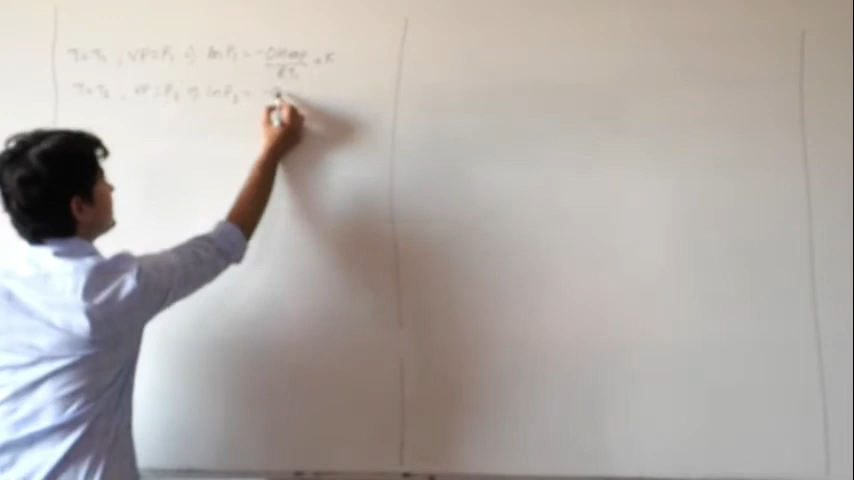 T=T₁ , VP=P₁ ⇒ ln P₁ = -ΔHvap/RT₁ + K
T=T₂ , VP=P₂ ⇒ ln P₂ = -